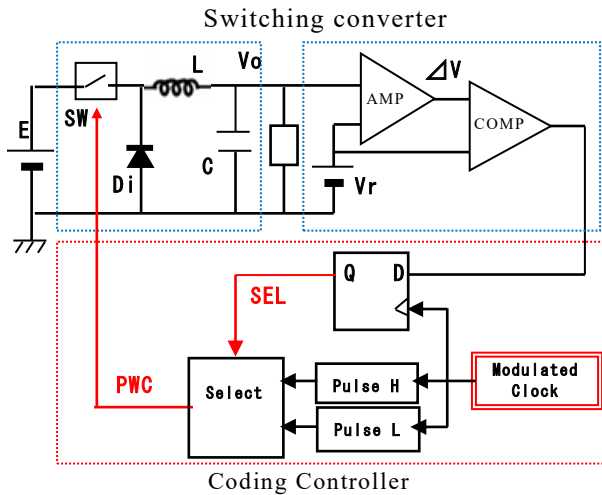 Switching converter
L
Vo
⊿V
AMP
COMP
SW
E
Di
C
Vr
Q D
SEL
PWC
Select
Pulse H
Pulse L
Modulated
Clock
Coding Controller